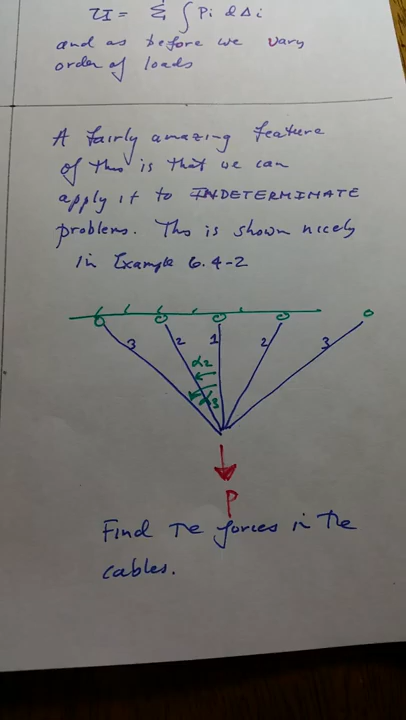 U = Σ ∫ Pi dΔi
i
and as before we vary
order of loads
A fairly amazing feature
of this is that we can
apply it to INDETERMINATE
problems. This is shown nicely
in Example 6.4-2
3 2 1 2 3
α2
α3
P
Find The forces in The
cables.